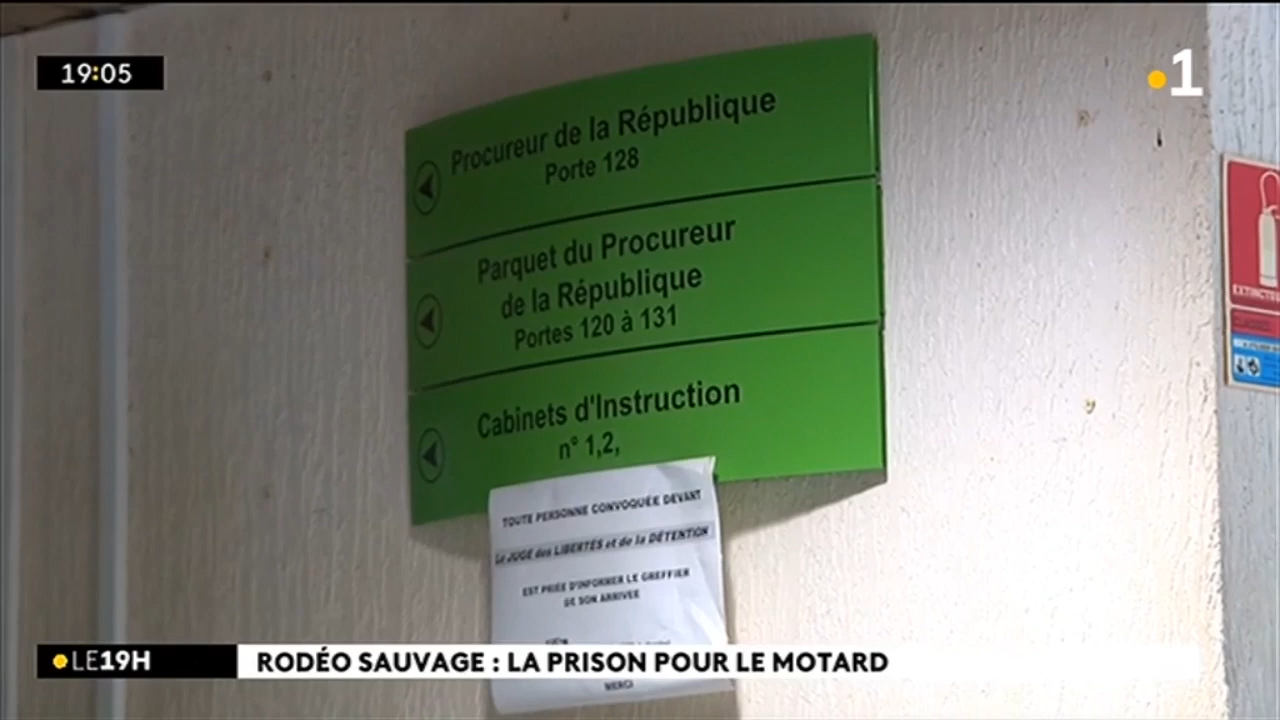 19:05
1
Procureur de la République
Porte 128
Parquet du Procureur
de la République
Portes 120 à 131
Cabinets d'Instruction
n° 1,2,
TOUTE PERSONNE CONVOQUÉE DEVANT
Le JUGE des LIBERTÉS et de la DÉTENTION
EST PRIÉE D'INFORMER LE GREFFIER
DE SON ARRIVEE
MERCI
LE19H
RODÉO SAUVAGE : LA PRISON POUR LE MOTARD